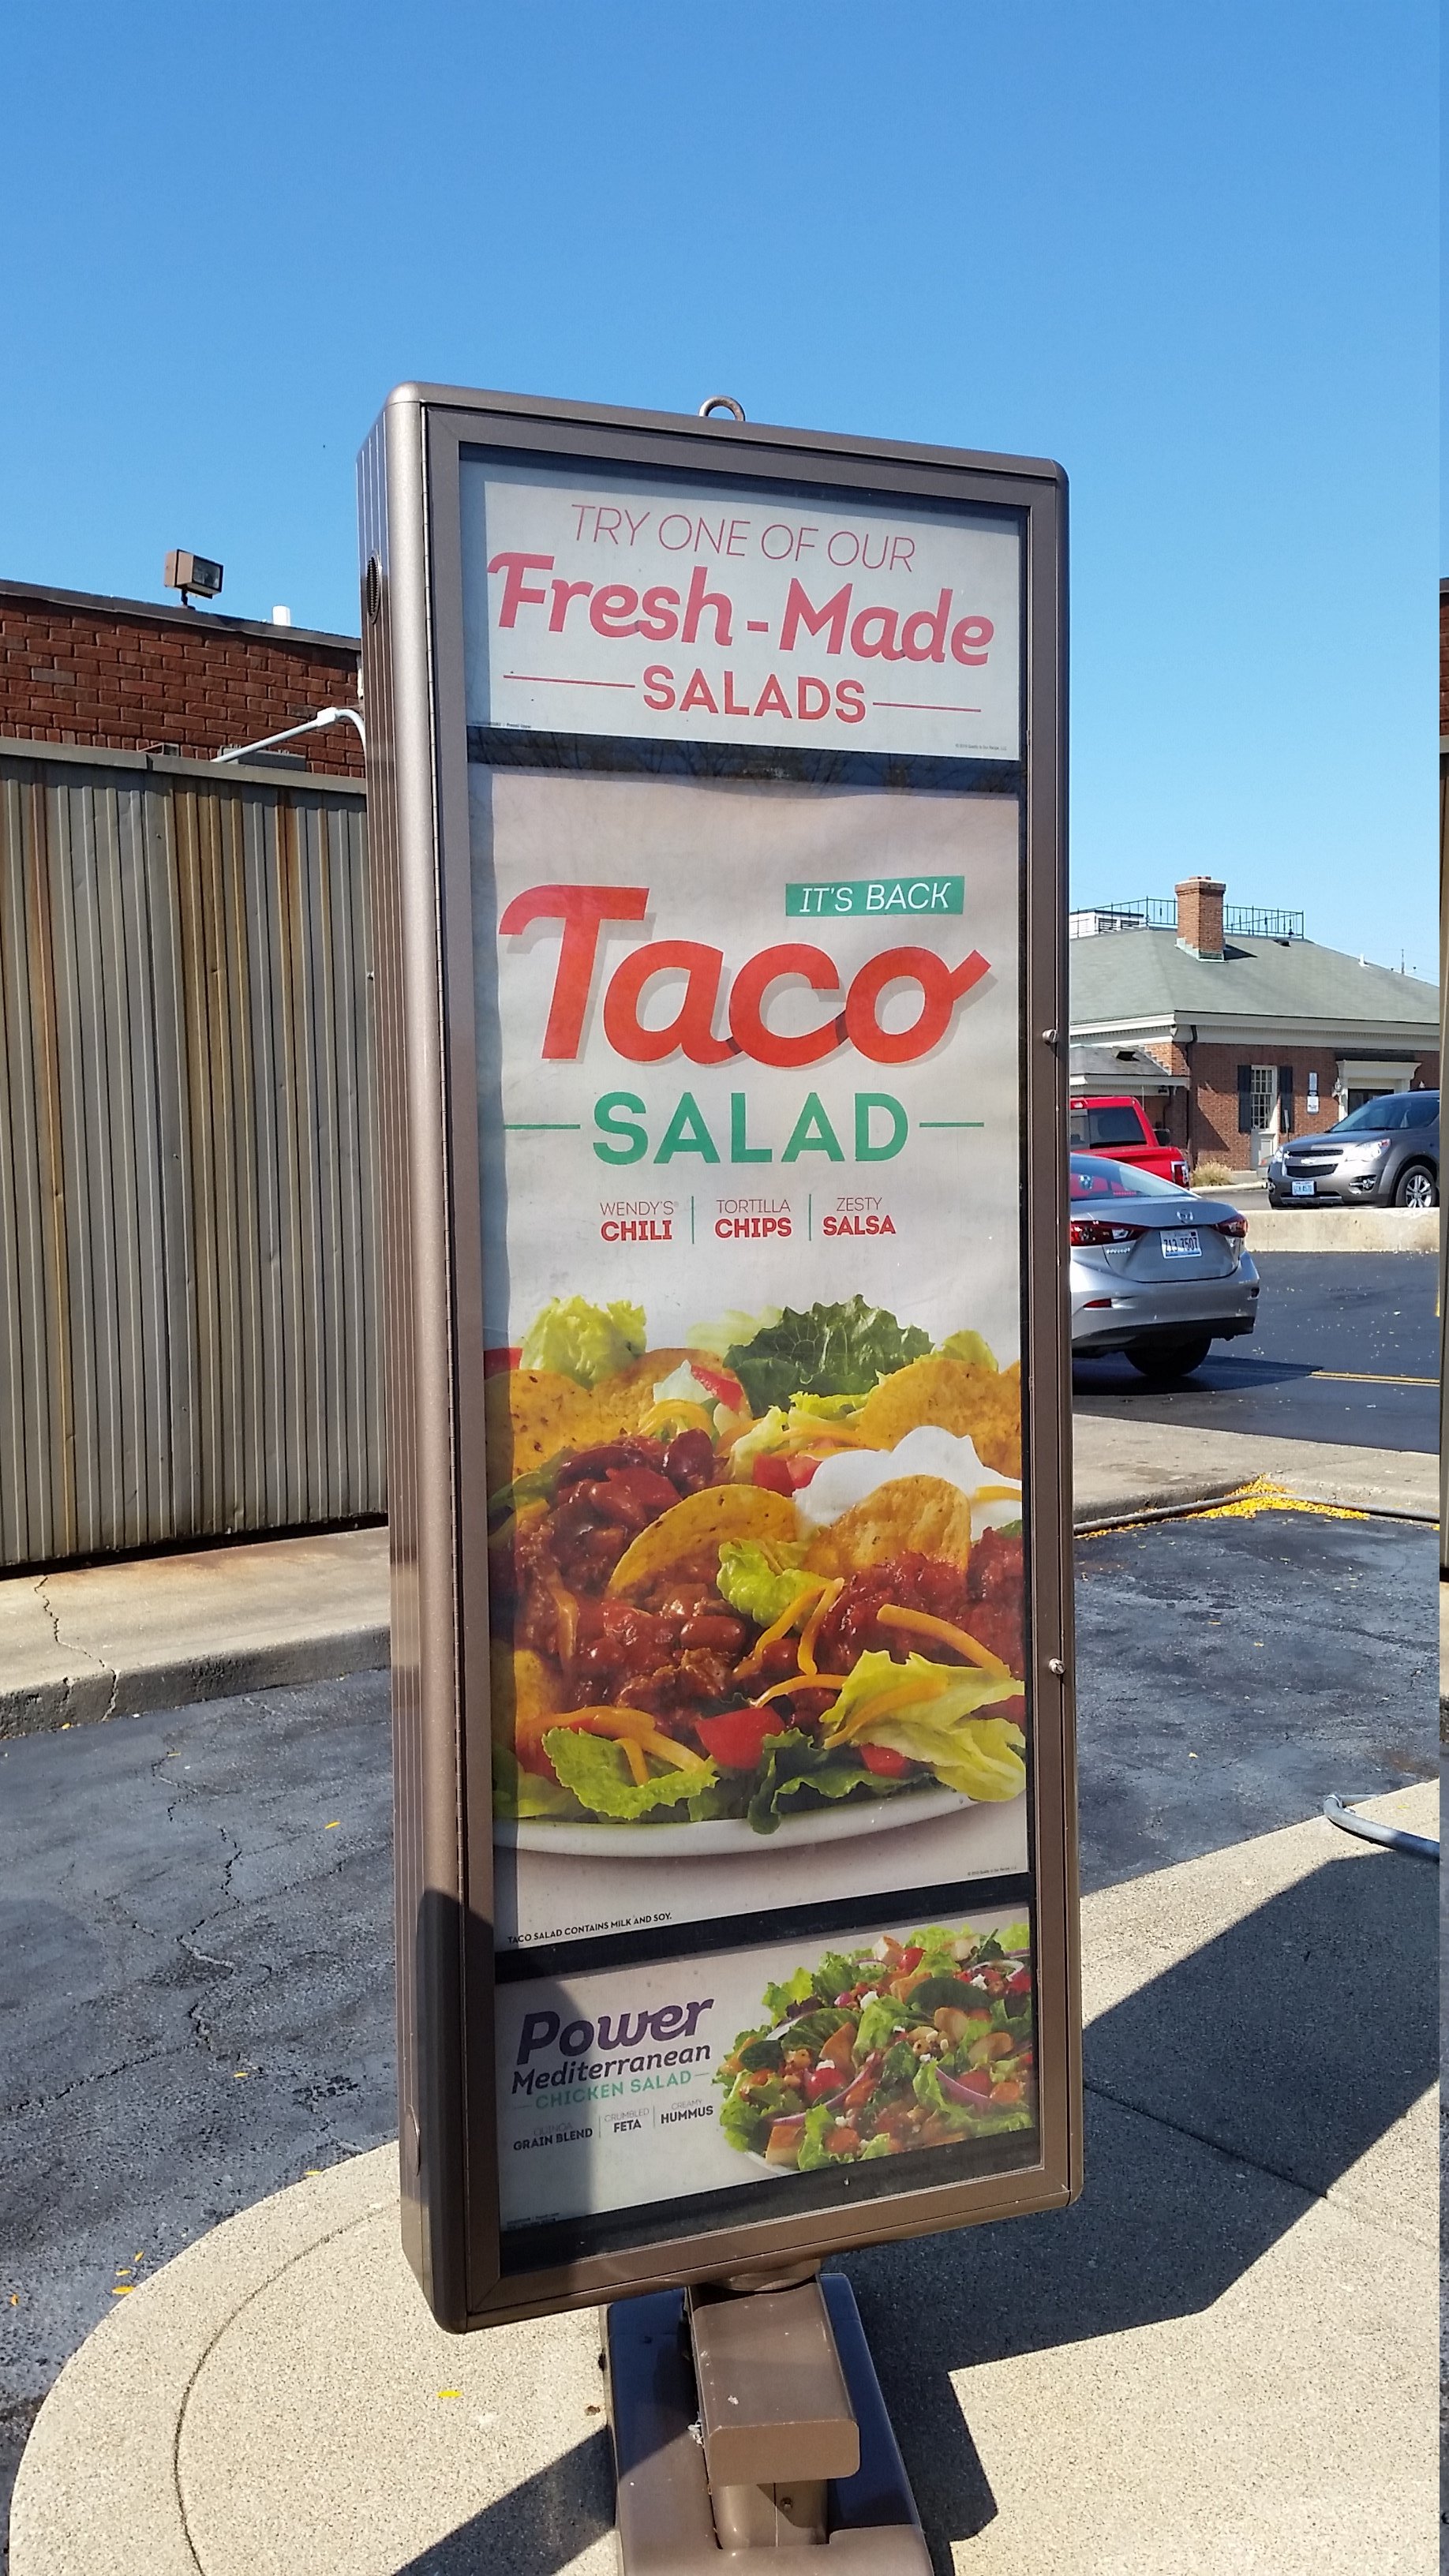 TRY ONE OF OUR
Fresh-Made
SALADS
IT'S BACK
Taco
SALAD
WENDY'S® CHILI
TORTILLA CHIPS
ZESTY SALSA
TACO SALAD CONTAINS MILK AND SOY.
Power
Mediterranean
CHICKEN SALAD
GRAIN BLEND
CRUMBLED FETA
CREAMY HUMMUS